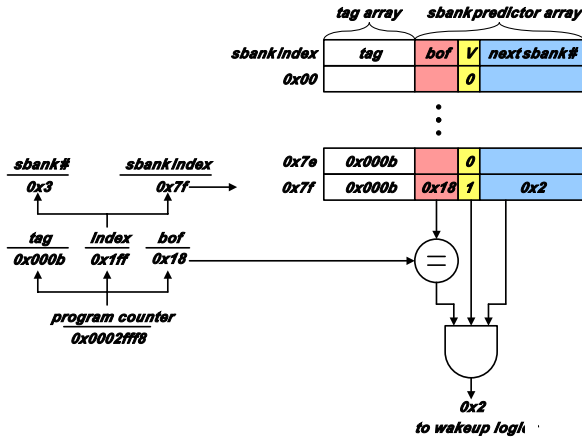 tag array sbank predictor array
sbank index tag bof V next sbank#
0x00 0
0x7e 0x000b 0
0x7f 0x000b 0x18 1 0x2
sbank# sbank index
0x3 0x7f
tag index bof
0x000b 0x1ff 0x18
=
program counter
0x0002fff8
0x2
to wakeup logic